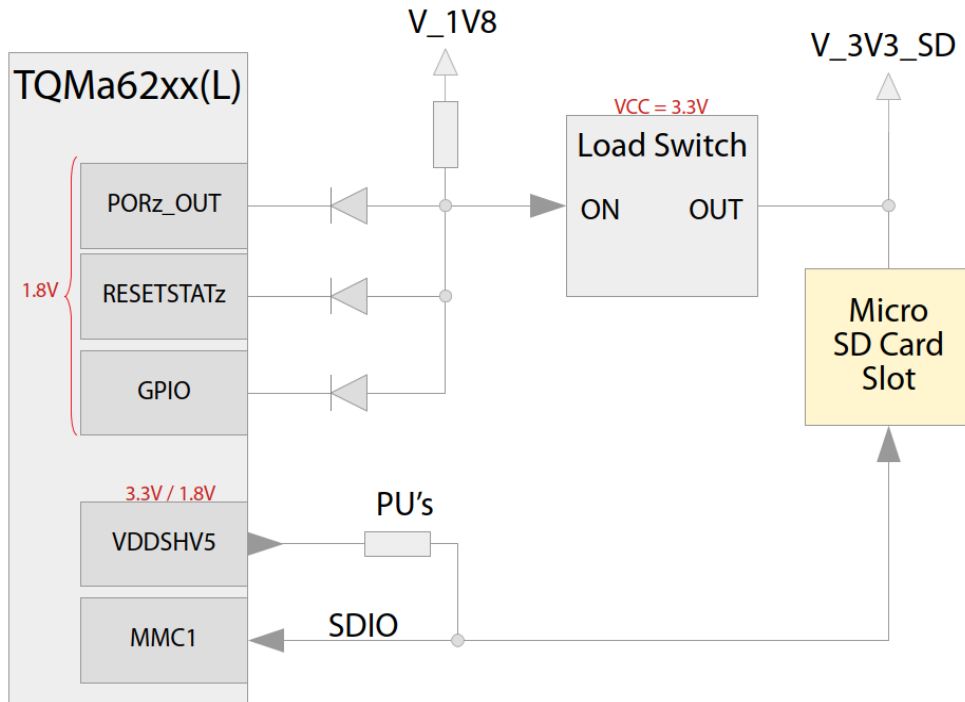 V_1V8
V_3V3_SD
TQMa62xx(L)
VCC = 3.3V
Load Switch
ON
OUT
PORz_OUT
1.8V
RESETSTATz
GPIO
Micro
SD Card
Slot
3.3V / 1.8V
VDDSHV5
PU's
MMC1
SDIO